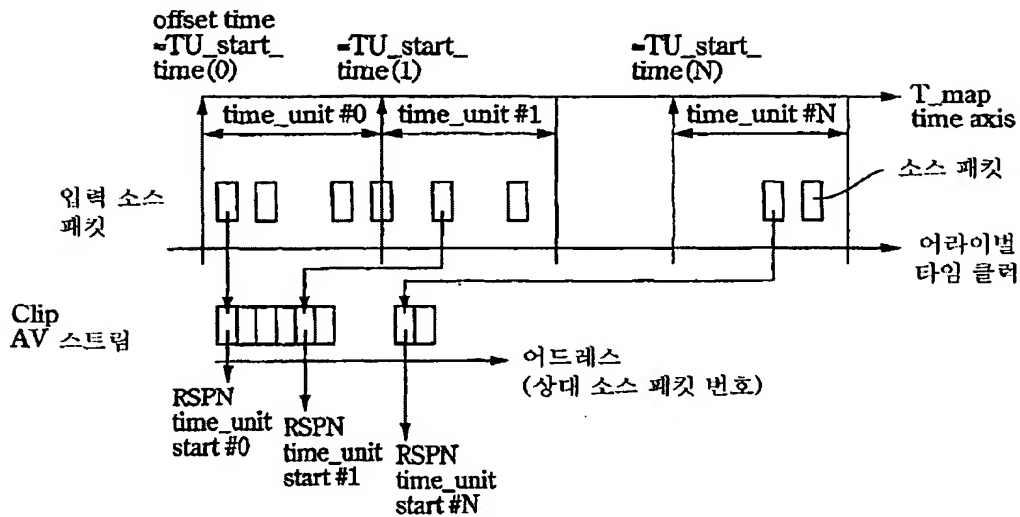 offset time
=TU_start_
time(0)
=TU_start_
time(1)
=TU_start_
time(N)
T_map
time axis
time_unit #0
time_unit #1
time_unit #N
입력 소스
패킷
소스 패킷
어라이벌
타임 클럭
Clip
AV 스트림
어드레스
(상대 소스 패킷 번호)
RSPN
time_unit
start #0
RSPN
time_unit
start #1
RSPN
time_unit
start #N